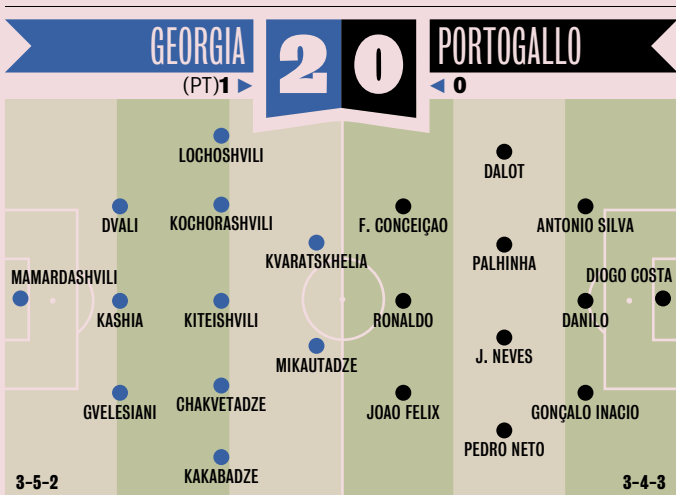 GEORGIA 2 0 PORTOGALLO
(PT)1 0
LOCHOSHVILI
DVALI
KOCHORASHVILI
KVARATSKHELIA
MAMARDASHVILI
KASHIA
KITEISHVILI
MIKAUTADZE
GVELESIANI
CHAKVETADZE
KAKABADZE
3-5-2
DALOT
F. CONCEIÇAO
ANTONIO SILVA
PALHINHA
DIOGO COSTA
RONALDO
DANILO
J. NEVES
JOAO FELIX
GONÇALO INACIO
PEDRO NETO
3-4-3